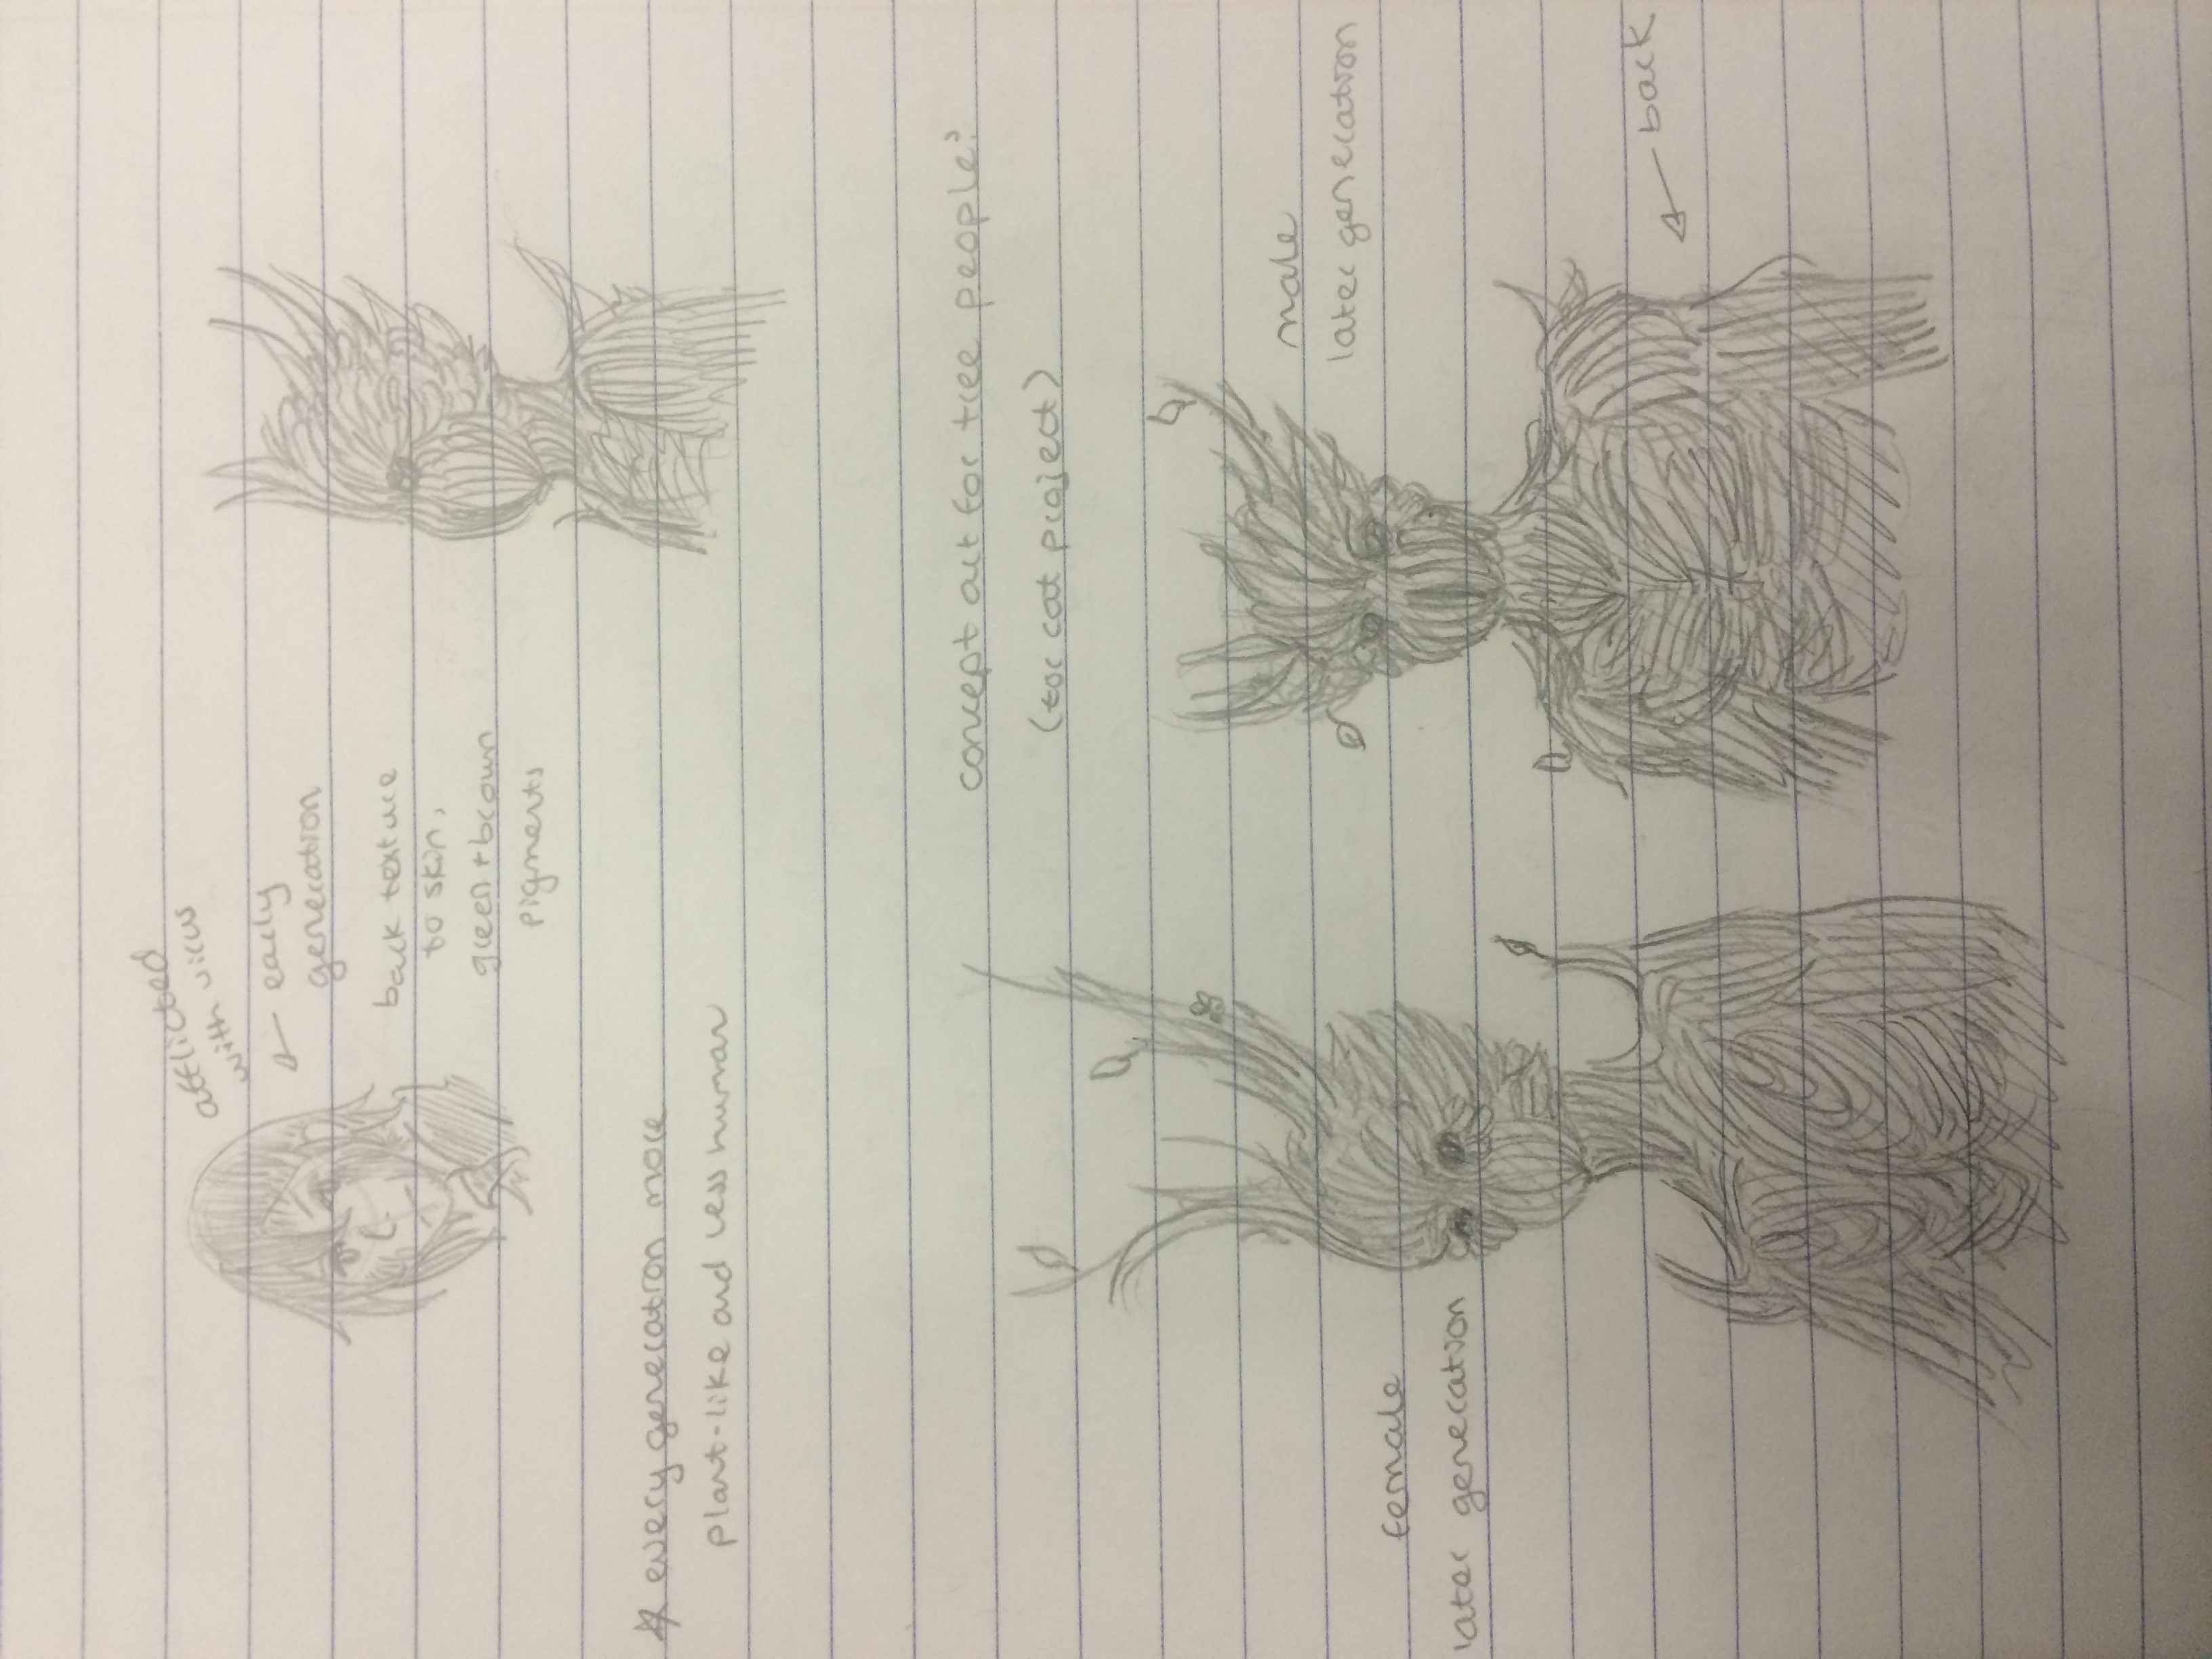 afflicted
with virus
early
generation
bark texture
to skin,
green + brown
pigments
* every generation more
plant-like and less human
concept art for tree people?
(for cat project)
male
later generation
female
later generation
bark